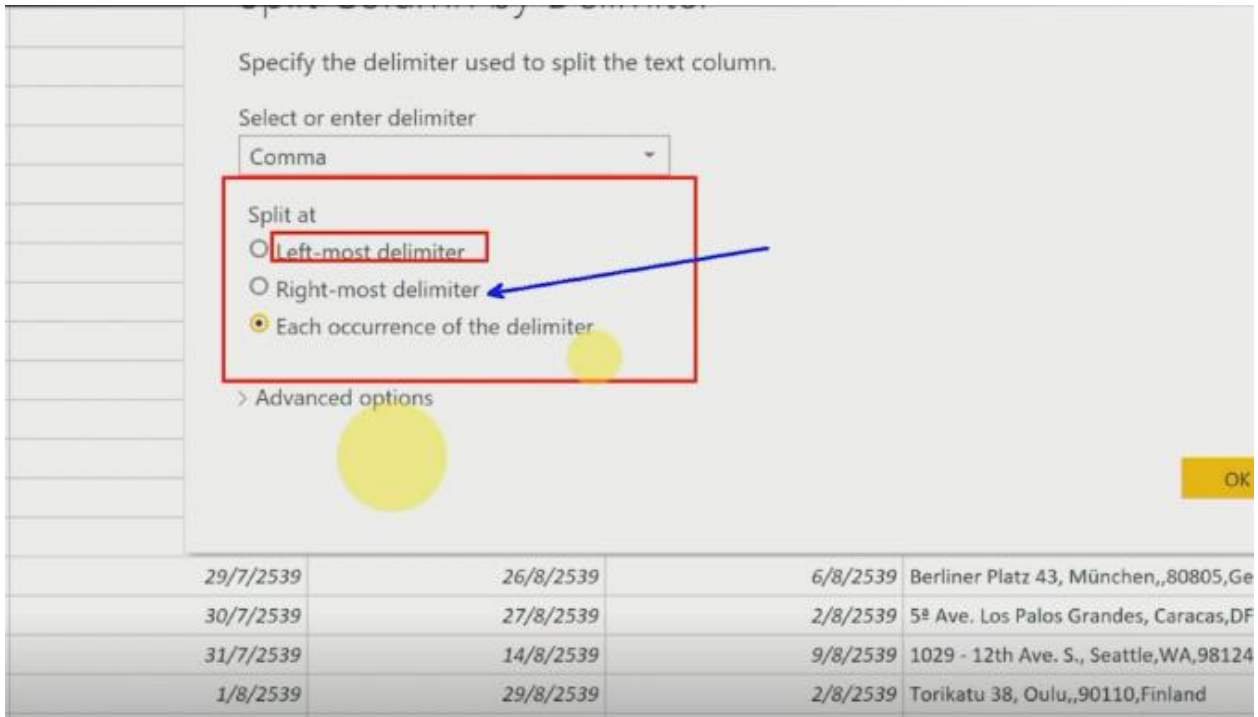 Split Column by Delimiter
Specify the delimiter used to split the text column.
Select or enter delimiter
Comma
Split at
Left-most delimiter
Right-most delimiter
Each occurrence of the delimiter
> Advanced options
OK
29/7/2539 26/8/2539 6/8/2539 Berliner Platz 43, München,,80805,Ge
30/7/2539 27/8/2539 2/8/2539 5ª Ave. Los Palos Grandes, Caracas,DF
31/7/2539 14/8/2539 9/8/2539 1029 - 12th Ave. S., Seattle,WA,98124
1/8/2539 29/8/2539 2/8/2539 Torikatu 38, Oulu,,90110,Finland